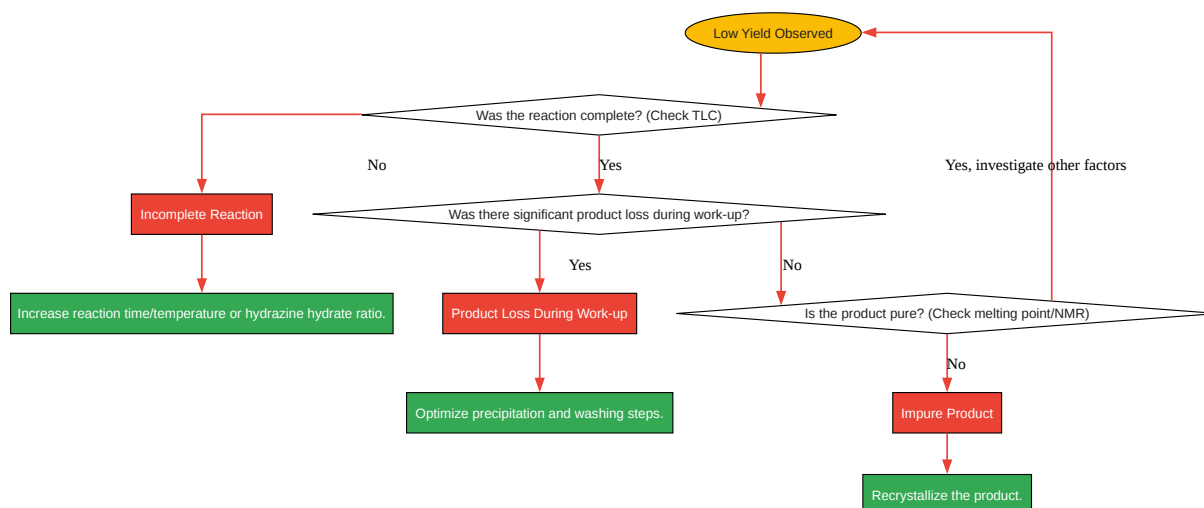 Low Yield Observed
Was the reaction complete? (Check TLC)
No
Yes
Yes, investigate other factors
Incomplete Reaction
Was there significant product loss during work-up?
Yes
No
Increase reaction time/temperature or hydrazine hydrate ratio.
Product Loss During Work-up
Is the product pure? (Check melting point/NMR)
No
Optimize precipitation and washing steps.
Impure Product
Recrystallize the product.